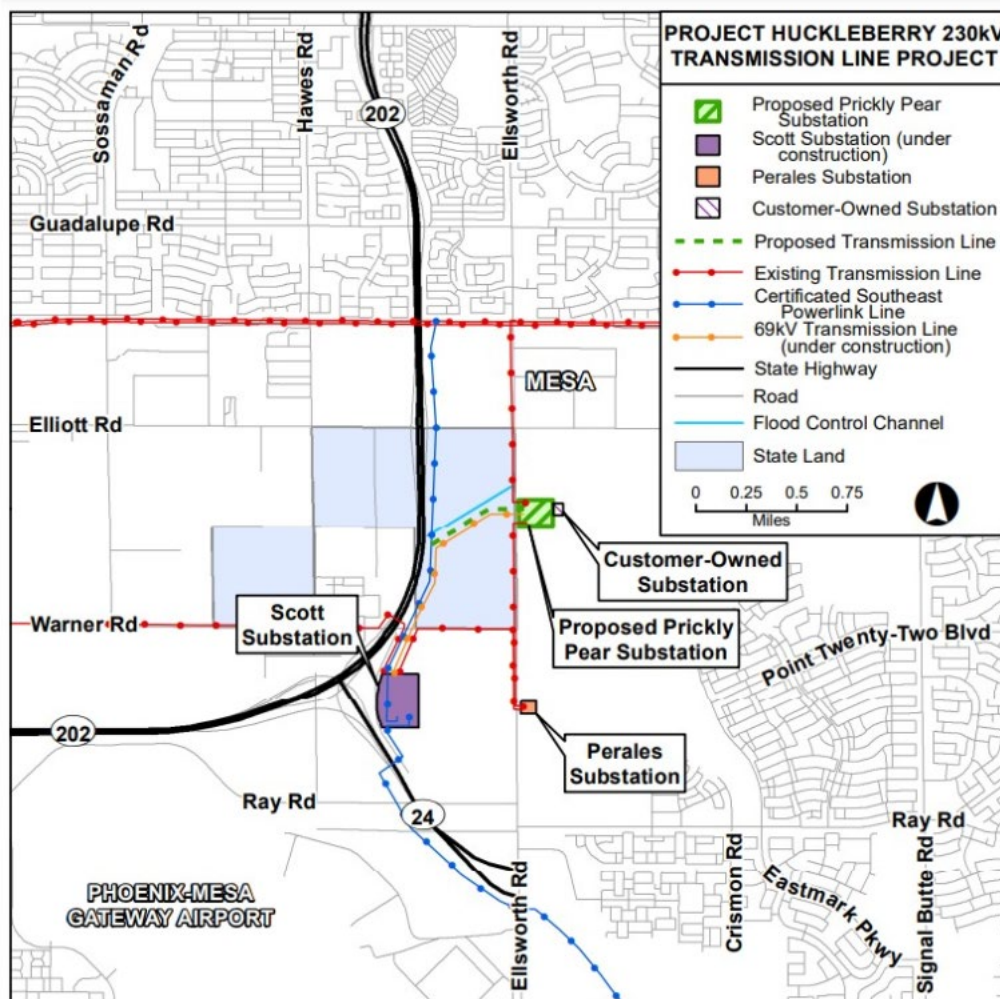 PROJECT HUCKLEBERRY 230kV
TRANSMISSION LINE PROJECT
Proposed Prickly Pear
Substation
Scott Substation (under
construction)
Perales Substation
Customer-Owned Substation
Proposed Transmission Line
Existing Transmission Line
Certificated Southeast
Powerlink Line
69kV Transmission Line
(under construction)
State Highway
Road
Flood Control Channel
State Land
0 0.25 0.5 0.75
Miles
Sossaman Rd
Hawes Rd
Ellsworth Rd
202
Guadalupe Rd
MESA
Elliott Rd
Customer-Owned
Substation
Scott
Substation
Warner Rd
Proposed Prickly
Pear Substation
Point Twenty-Two Blvd
202
Perales
Substation
Ray Rd
24
Ray Rd
PHOENIX-MESA
GATEWAY AIRPORT
Ellsworth Rd
Crismon Rd
Eastmark Pkwy
Signal Butte Rd